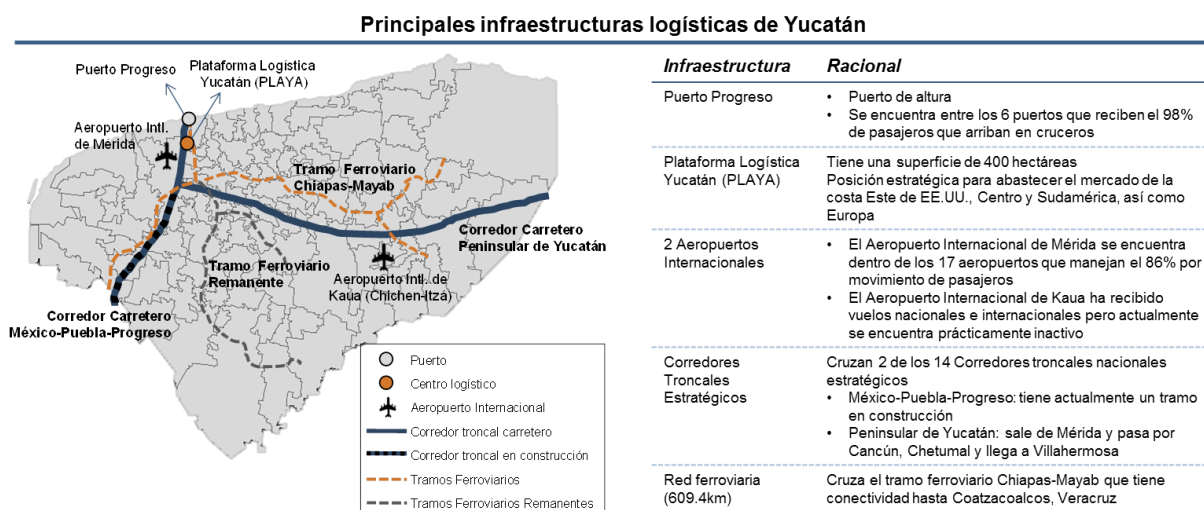 Principales infraestructuras logísticas de Yucatán
Puerto Progreso
Plataforma Logística
Yucatán (PLAYA)
Aeropuerto Intl.
de Mérida
Tramo Ferroviario
Chiapas-Mayab
Corredor Carretero
Peninsular de Yucatán
Tramo Ferroviario
Remanente
Aeropuerto Intl. de
Kaua (Chichen-Itzá)
Corredor Carretero
México-Puebla-Progreso
Puerto
Centro logístico
Aeropuerto Internacional
Corredor troncal carretero
Corredor troncal en construcción
Tramos Ferroviarios
Tramos Ferroviarios Remanentes
Infraestructura Racional
Puerto Progreso
• Puerto de altura
• Se encuentra entre los 6 puertos que reciben el 98%
de pasajeros que arriban en cruceros
Plataforma Logística
Yucatán (PLAYA)
Tiene una superficie de 400 hectáreas
Posición estratégica para abastecer el mercado de la
costa Este de EE.UU., Centro y Sudamérica, así como
Europa
2 Aeropuertos
Internacionales
• El Aeropuerto Internacional de Mérida se encuentra
dentro de los 17 aeropuertos que manejan el 86% por
movimiento de pasajeros
• El Aeropuerto Internacional de Kaua ha recibido
vuelos nacionales e internacionales pero actualmente
se encuentra prácticamente inactivo
Corredores
Troncales
Estratégicos
Cruzan 2 de los 14 Corredores troncales nacionales
estratégicos
• México-Puebla-Progreso: tiene actualmente un tramo
en construcción
• Peninsular de Yucatán: sale de Mérida y pasa por
Cancún, Chetumal y llega a Villahermosa
Red ferroviaria
(609.4km)
Cruza el tramo ferroviario Chiapas-Mayab que tiene
conectividad hasta Coatzacoalcos, Veracruz